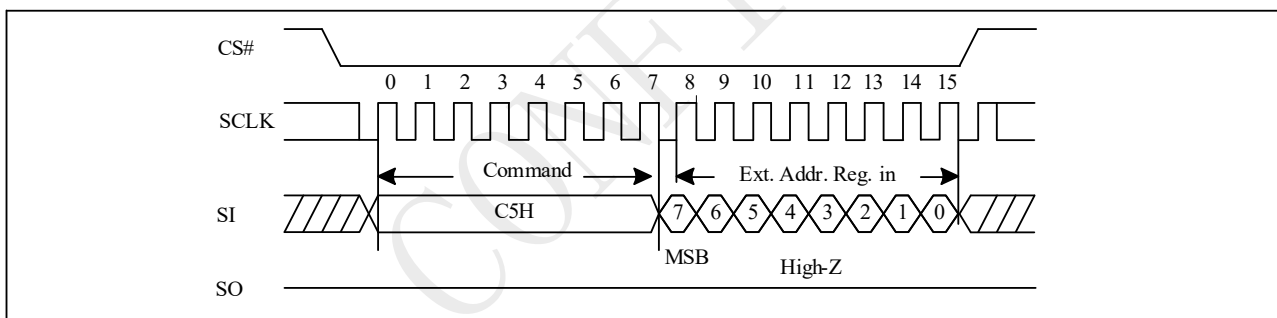 CS#
0 1 2 3 4 5 6 7 8 9 10 11 12 13 14 15
SCLK
Command Ext. Addr. Reg. in
SI C5H 7 6 5 4 3 2 1 0
MSB High-Z
SO